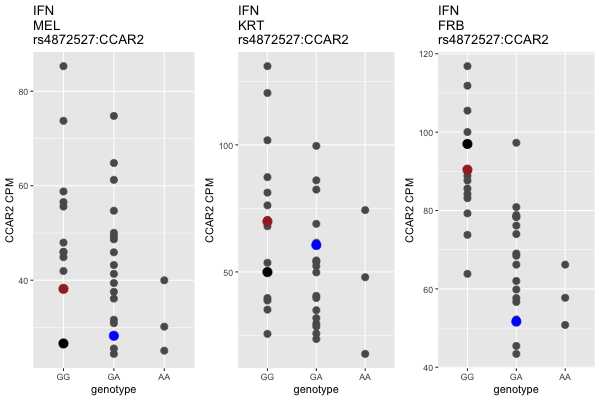 IFN
MEL
rs4872527:CCAR2
80
60
40
CCAR2 CPM
GG GA AA
genotype
IFN
KRT
rs4872527:CCAR2
100
50
CCAR2 CPM
GG GA AA
genotype
IFN
FRB
rs4872527:CCAR2
120
100
80
60
40
CCAR2 CPM
GG GA AA
genotype